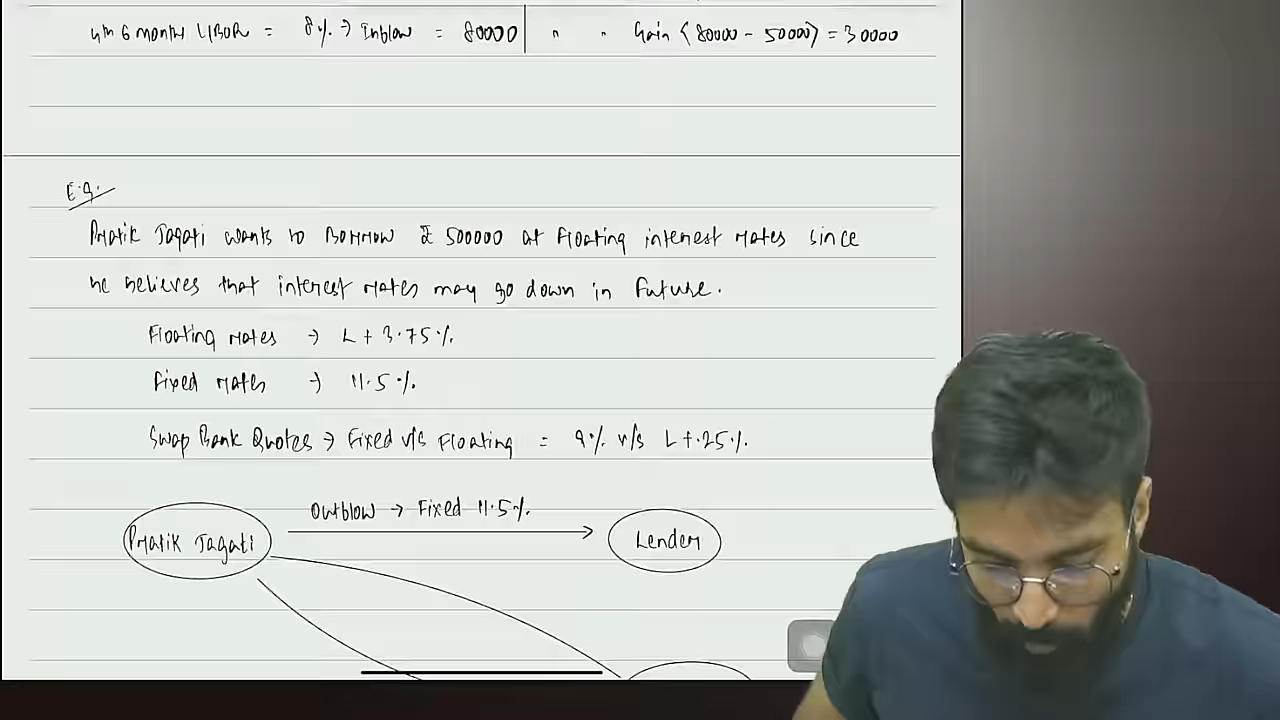 4th 6 month LIBOR = 8% → Inflow = 80000 " " Gain (80000 - 50000) = 30000
E.g.
Pratik Jagati wants to Borrow ₹ 500000 at Floating interest rates since
he believes that interest rates may go down in future.
Floating rates → L + 3.75%
Fixed rates → 11.5%
Swap Bank Quotes → Fixed v/s Floating = 9% v/s L+.25%
Outflow → Fixed 11.5%
Pratik Jagati Lender